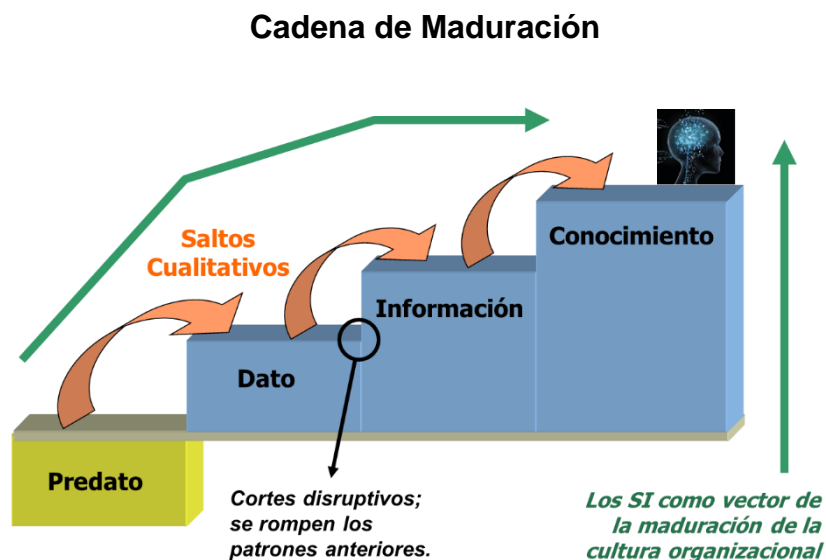 Cadena de Maduración
Saltos
Cualitativos
Conocimiento
Información
Dato
Predato
Cortes disruptivos;
se rompen los
patrones anteriores.
Los SI como vector de
la maduración de la
cultura organizacional